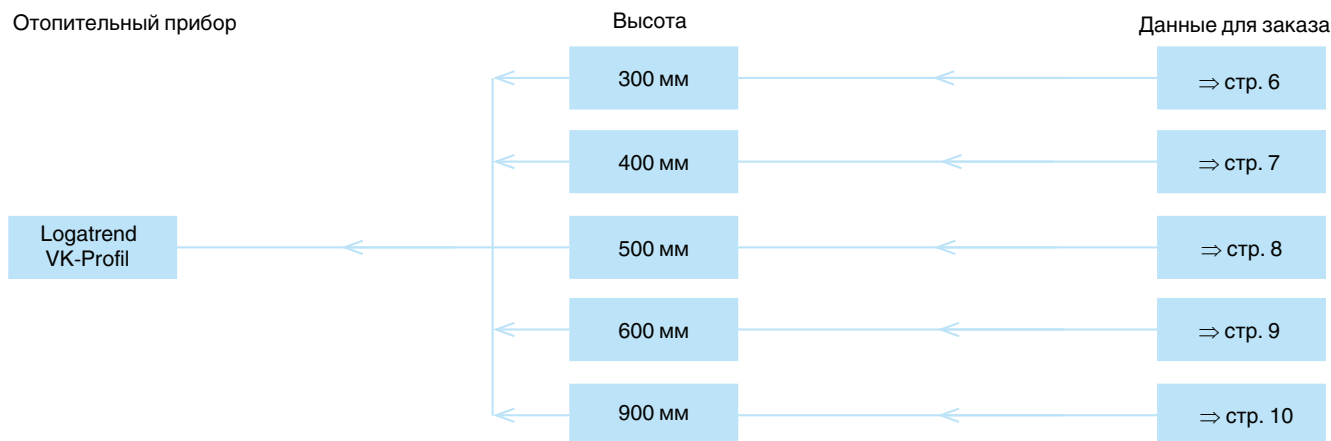 Отопительный прибор
Высота
Данные для заказа
300 мм
⇒ стр. 6
400 мм
⇒ стр. 7
Logatrend
VK-Profil
500 мм
⇒ стр. 8
600 мм
⇒ стр. 9
900 мм
⇒ стр. 10